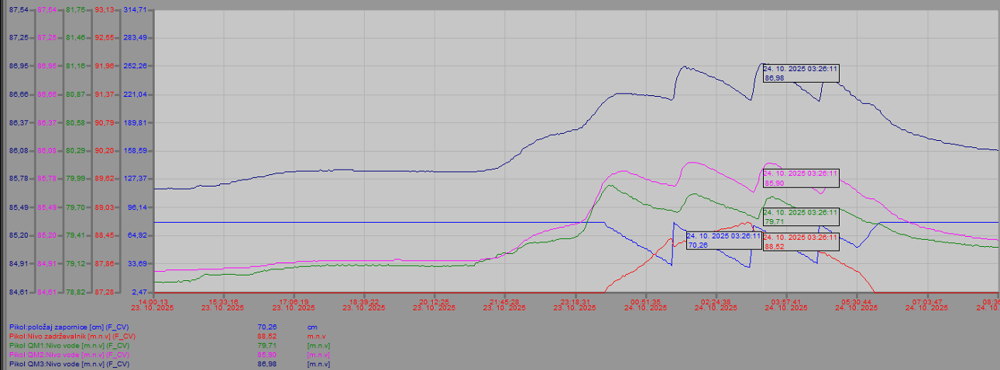 87,54 87,54 81,75 93,13 314,71
87,25 87,25 81,46 92,55 283,49
86,95 86,95 81,16 91,96 252,26
86,66 86,66 80,87 91,37 221,04
86,37 86,37 80,58 90,79 189,81
86,08 86,08 80,29 90,20 158,59
85,78 85,78 79,99 89,62 127,37
85,49 85,49 79,70 89,03 96,14
85,20 85,20 79,41 88,45 64,92
84,91 84,91 79,12 87,86 33,69
84,61 84,61 78,82 87,28 2,47
24. 10. 2025 03:26:11
86,98
24. 10. 2025 03:26:11
85,90
24. 10. 2025 03:26:11
79,71
24. 10. 2025 03:26:11
70,26
24. 10. 2025 03:26:11
88,52
14:00:13 15:33:16 17:06:19 18:39:22 20:12:25 21:45:28 23:18:31 00:51:35 02:24:38 03:57:41 05:30:44 07:03:47 08:36
23. 10. 2025 23. 10. 2025 23. 10. 2025 23. 10. 2025 23. 10. 2025 23. 10. 2025 23. 10. 2025 24. 10. 2025 24. 10. 2025 24. 10. 2025 24. 10. 2025 24. 10. 2025 24. 10.
Pikol:položaj zapornice [cm] (F_CV) 70,26 cm
Pikol:Nivo zadrževalnik [m.n.v] (F_CV) 88,52 m.n.v
Pikol QM1:Nivo vode [m.n.v] (F_CV) 79,71 [m.n.v]
Pikol QM2:Nivo vode [m.n.v] (F_CV) 85,90 [m.n.v]
Pikol QM3:Nivo vode [m.n.v] (F_CV) 86,98 [m.n.v]